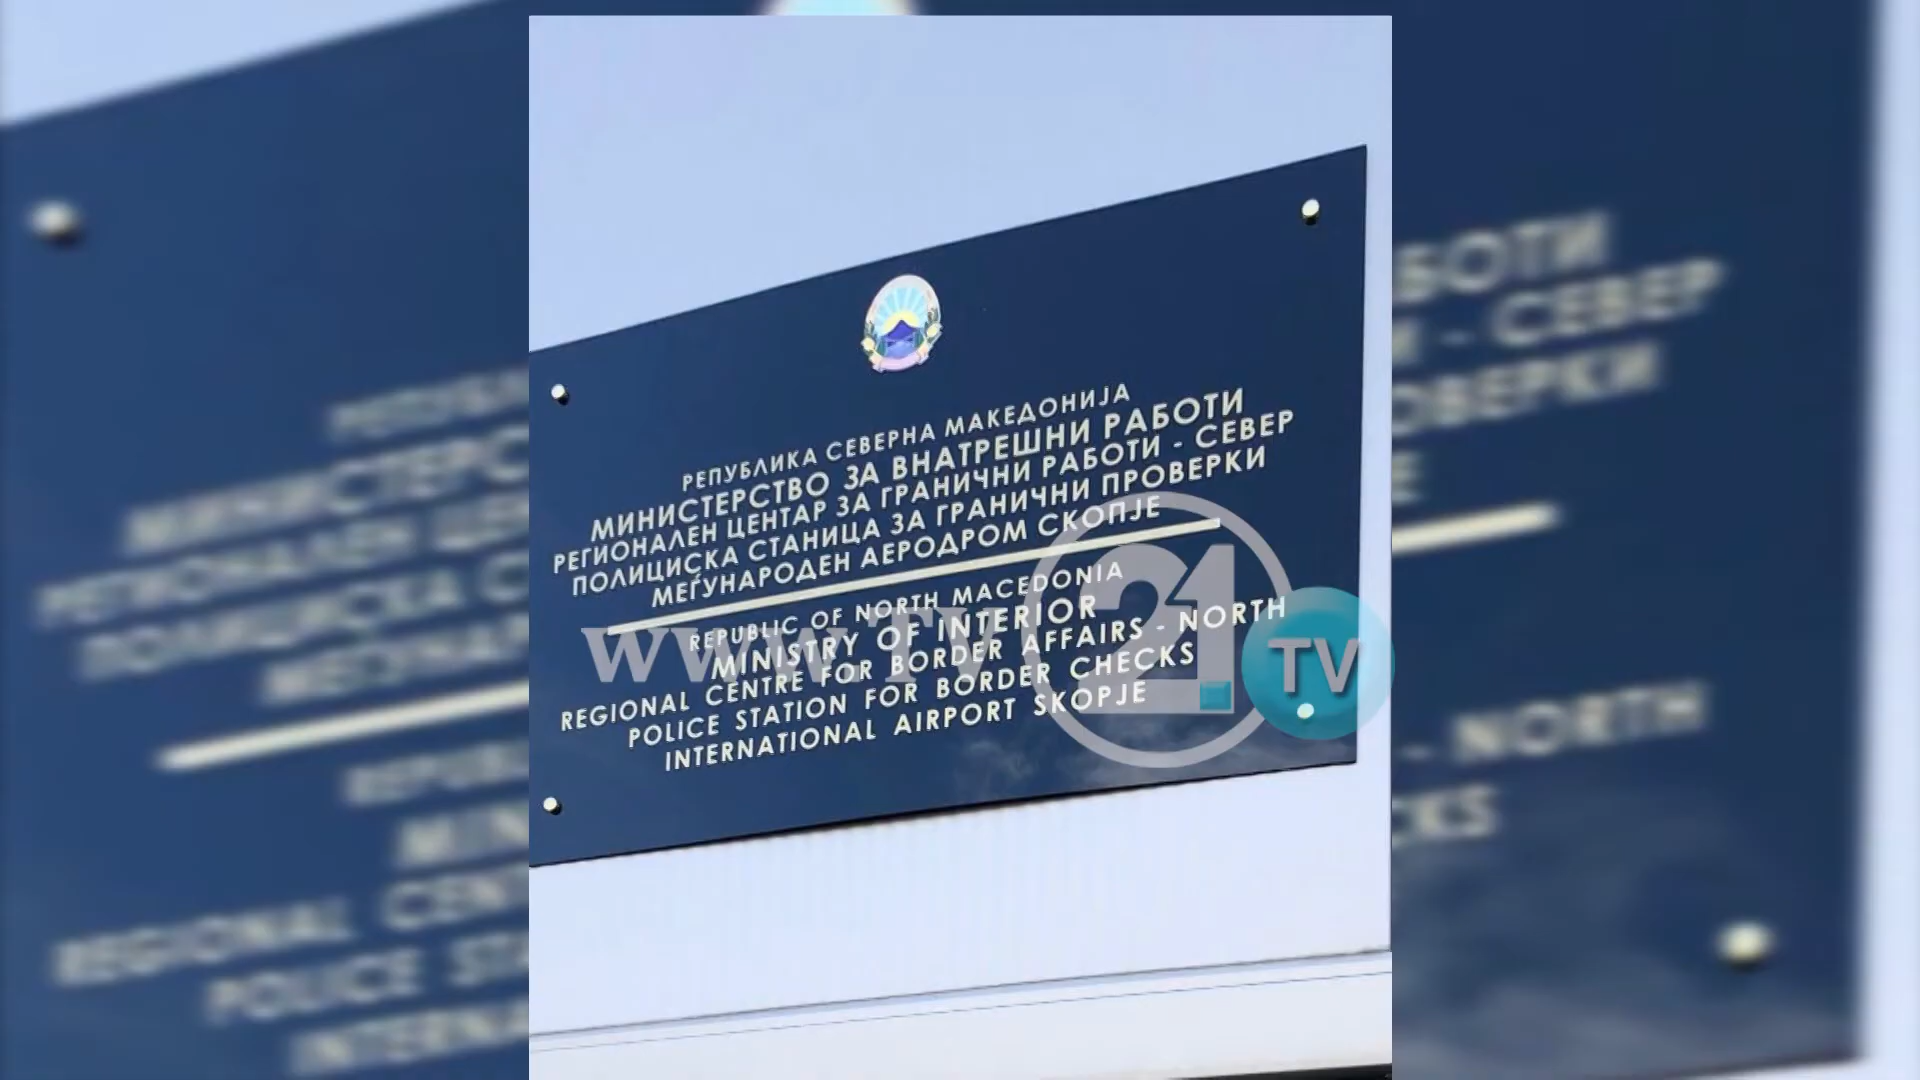 РЕПУБЛИКА СЕВЕРНА МАКЕДОНИЈА
МИНИСТЕРСТВО ЗА ВНАТРЕШНИ РАБОТИ
РЕГИОНАЛЕН ЦЕНТАР ЗА ГРАНИЧНИ РАБОТИ - СЕВЕР
ПОЛИЦИСКА СТАНИЦА ЗА ГРАНИЧНИ ПРОВЕРКИ
МЕЃУНАРОДЕН АЕРОДРОМ СКОПЈЕ
REPUBLIC OF NORTH MACEDONIA
MINISTRY OF INTERIOR
REGIONAL CENTRE FOR BORDER AFFAIRS - NORTH
POLICE STATION FOR BORDER CHECKS
INTERNATIONAL AIRPORT SKOPJE
www.TV
21
TV